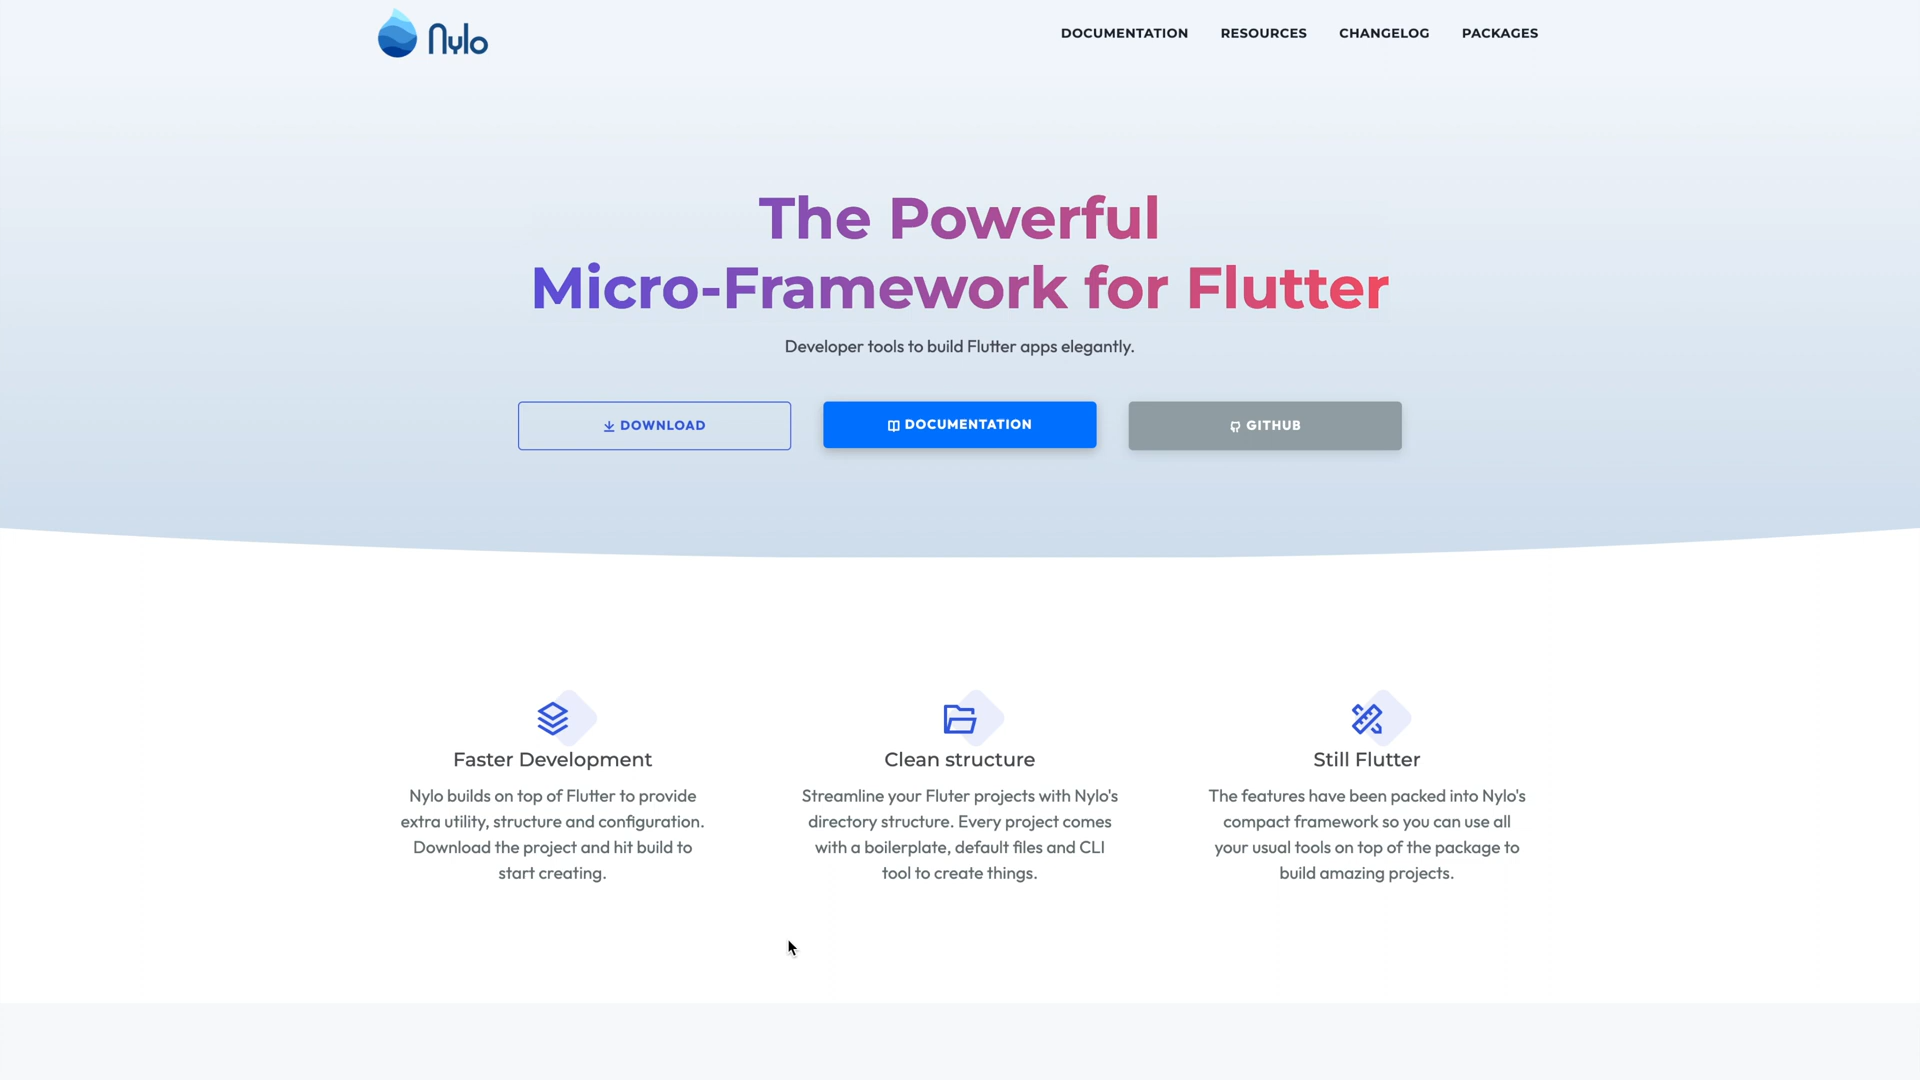 Nylo
DOCUMENTATION RESOURCES CHANGELOG PACKAGES
The Powerful
Micro-Framework for Flutter
Developer tools to build Flutter apps elegantly.
DOWNLOAD
DOCUMENTATION
GITHUB
Faster Development
Nylo builds on top of Flutter to provide
extra utility, structure and configuration.
Download the project and hit build to
start creating.
Clean structure
Streamline your Fluter projects with Nylo's
directory structure. Every project comes
with a boilerplate, default files and CLI
tool to create things.
Still Flutter
The features have been packed into Nylo's
compact framework so you can use all
your usual tools on top of the package to
build amazing projects.